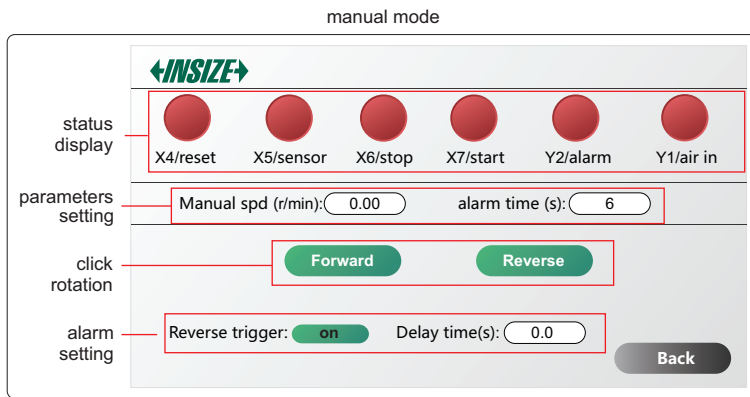 manual mode
INSIZE
status display
X4/reset X5/sensor X6/stop X7/start Y2/alarm Y1/air in
parameters setting
Manual spd (r/min): 0.00 alarm time (s): 6
click rotation
Forward Reverse
alarm setting
Reverse trigger: on Delay time(s): 0.0
Back